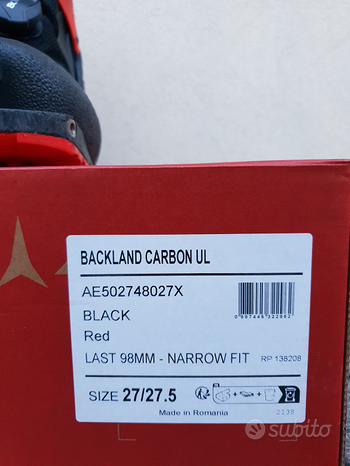 BACKLAND CARBON UL
AE502748027X
BLACK
Red
LAST 98MM - NARROW FIT RP 138208
SIZE 27/27.5
Made in Romania 2138
subito